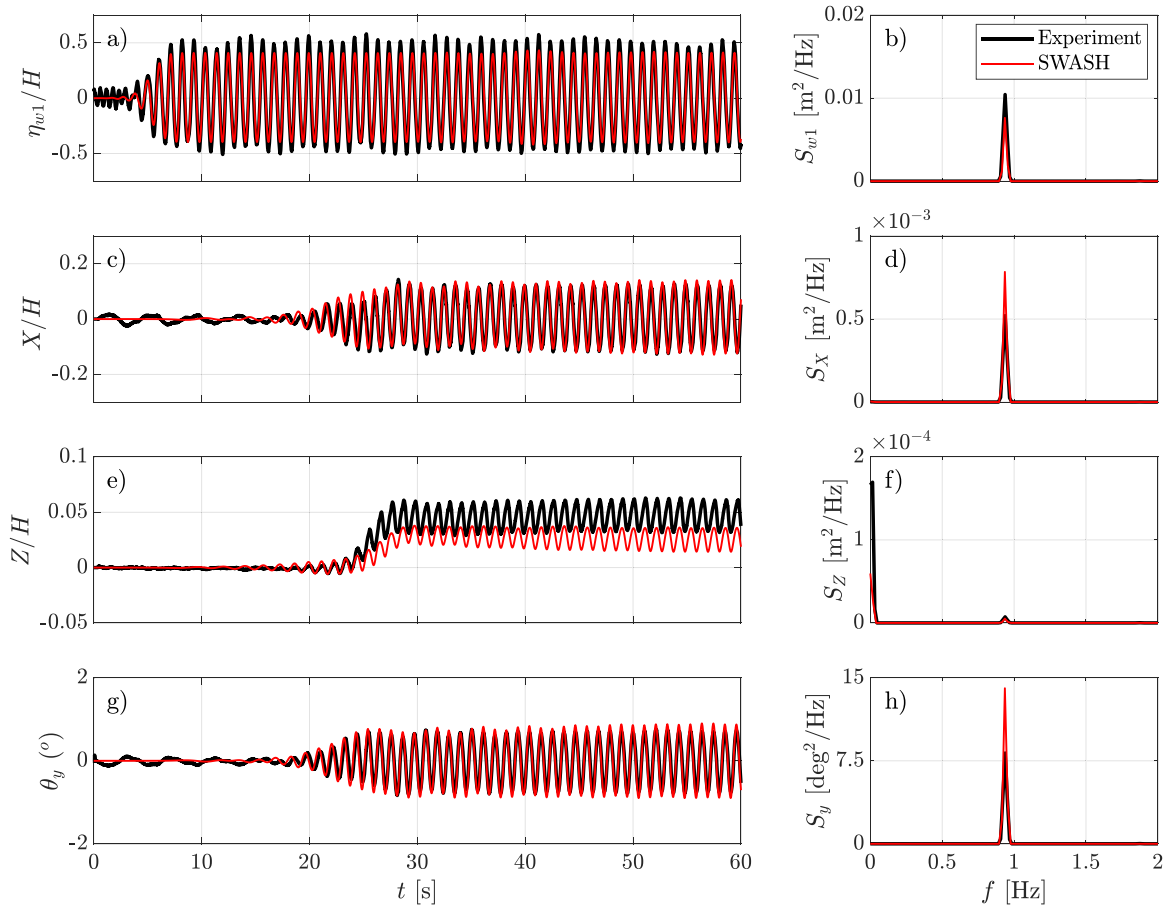 a)
0.5
0
-0.5
η_{w1}/H
b)
0.02
0.01
0
S_{w1} [m²/Hz]
Experiment
SWASH
c)
0.2
0
-0.2
X/H
×10⁻³
d)
1
0.5
0
S_X [m²/Hz]
e)
0.1
0.05
0
-0.05
Z/H
×10⁻⁴
f)
2
1
0
S_Z [m²/Hz]
g)
2
0
-2
θ_y (°)
0 10 20 30 40 50 60
t [s]
h)
15
7.5
0
S_y [deg²/Hz]
0 0.5 1 1.5 2
f [Hz]